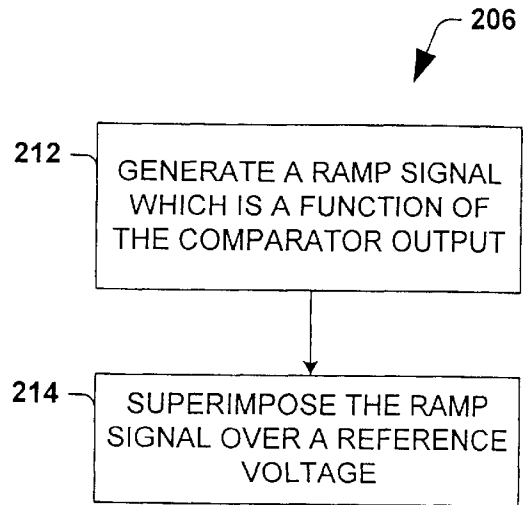 206
212
GENERATE A RAMP SIGNAL
WHICH IS A FUNCTION OF
THE COMPARATOR OUTPUT
214
SUPERIMPOSE THE RAMP
SIGNAL OVER A REFERENCE
VOLTAGE